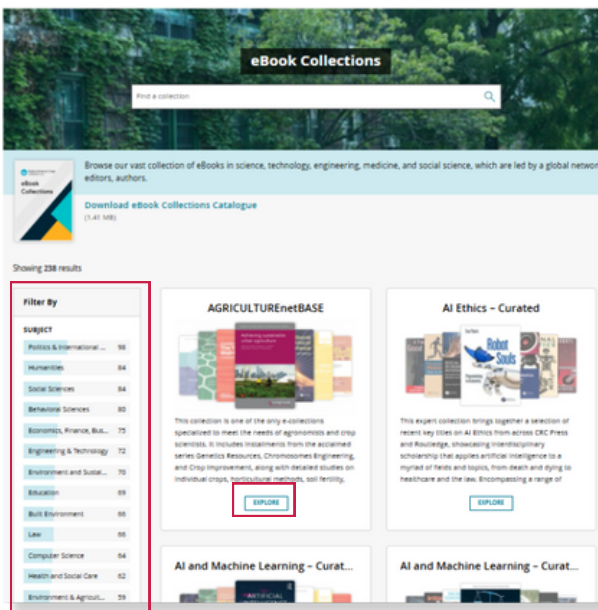 eBook Collections
Find a collection
Browse our vast collection of eBooks in science, technology, engineering, medicine, and social science, which are led by a global networ
editors, authors.
eBook
Collections
Download eBook Collections Catalogue
(1.41 MB)
Showing 238 results
Filter By
SUBJECT
Politics & International ... 98
Humanities 84
Social Sciences 84
Behavioral Sciences 80
Economics, Finance, Bus... 75
Engineering & Technology 72
Environment and Sustai... 70
Education 69
Built Environment 66
Law 66
Computer Science 64
Health and Social Care 62
Environment & Agricult... 59
AGRICULTUREnetBASE
Achieving sustainable
urban agriculture
This collection is one of the only e-collections
specialized to meet the needs of agronomists and crop
scientists. It includes installments from the acclaimed
series Genetics Resources, Chromosomes Engineering,
and Crop Improvement, along with detailed studies on
individual crops, horticultural methods, soil fertility,
EXPLORE
AI Ethics – Curated
Robot
Souls
This expert collection brings together a selection of
recent key titles on AI Ethics from across CRC Press
and Routledge, showcasing interdisciplinary
scholarship that applies artificial intelligence to a
myriad of fields and topics, from death and dying to
healthcare and the law. Encompassing a range of
EXPLORE
AI and Machine Learning – Curat...
ARTIFICIAL
AI and Machine Learning – Curat...